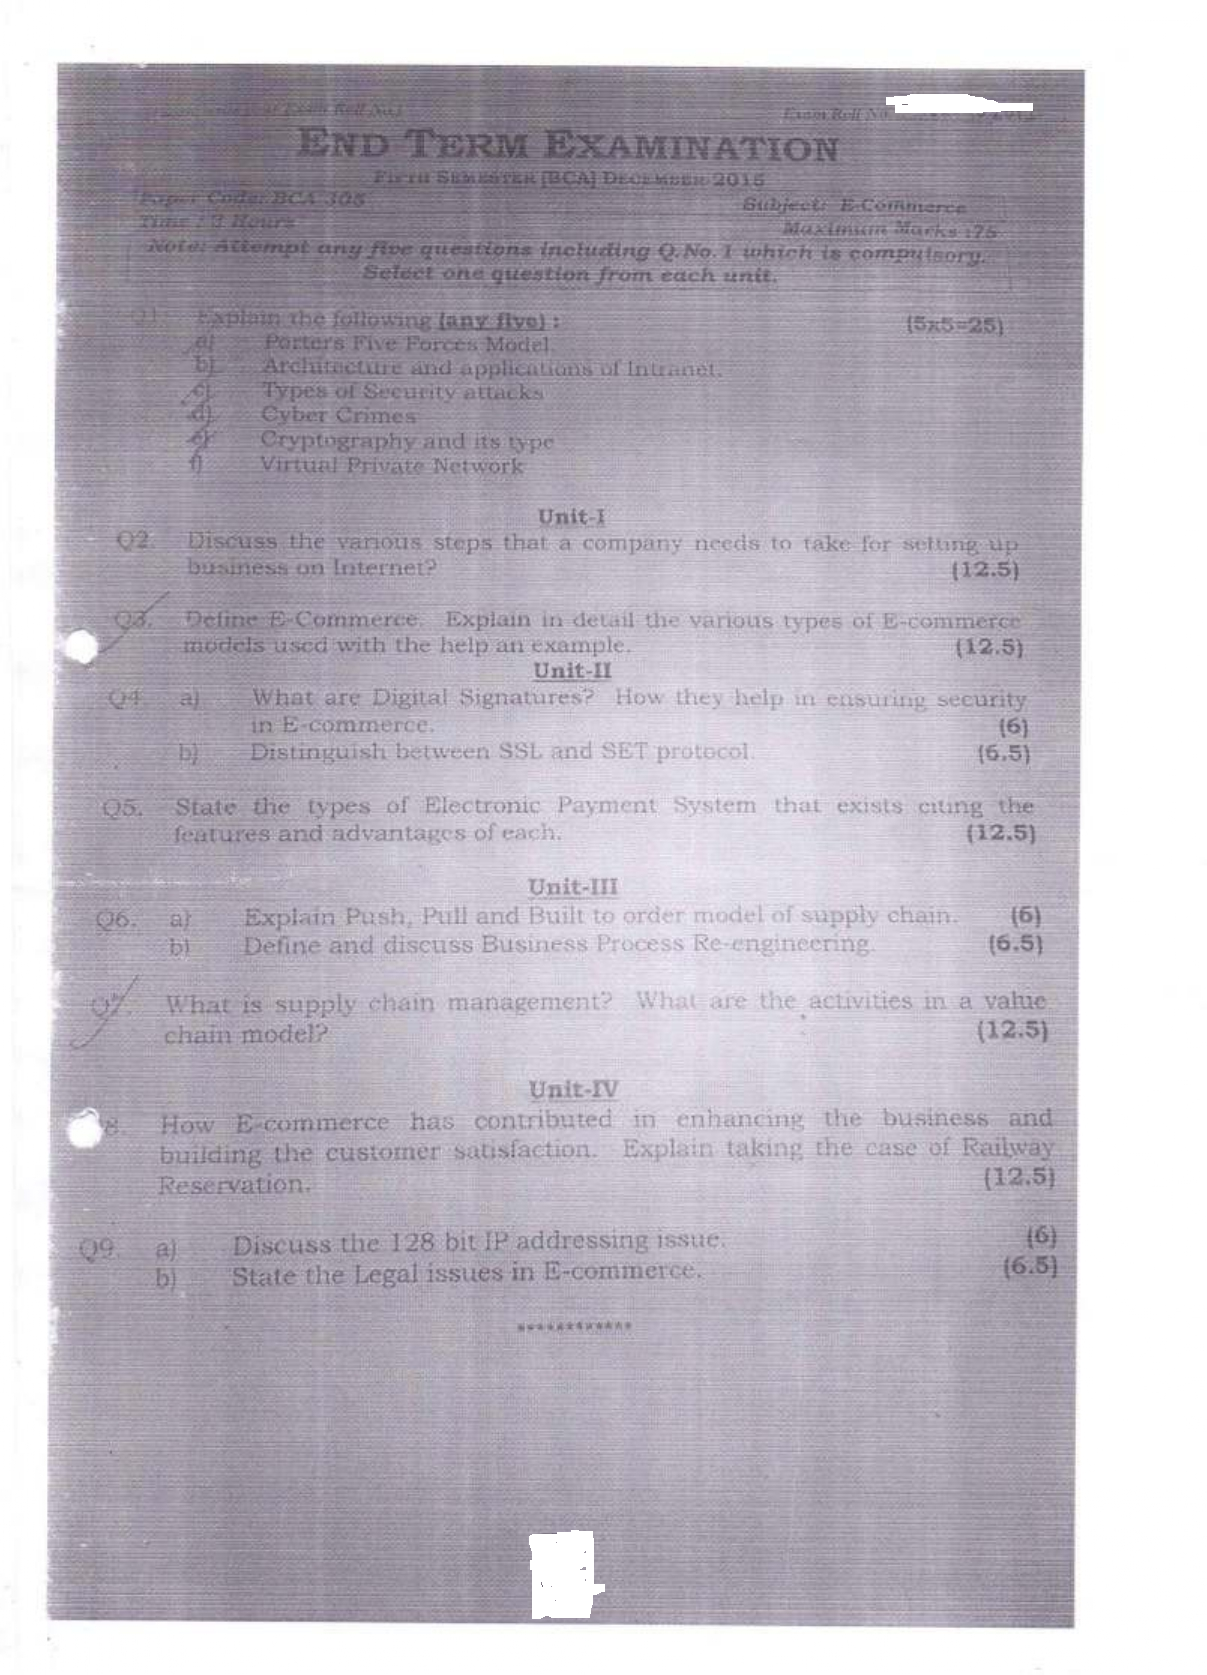 Exam Roll No.
END TERM EXAMINATION
FIFTH SEMESTER [BCA] DECEMBER 2015
Paper Code: BCA 305 Subject: E-Commerce
Time : 3 Hours Maximum Marks :75
Note: Attempt any five questions including Q.No. 1 which is compulsory.
Select one question from each unit.
Q1. Explain the following (any five) : (5x5=25)
a) Porters Five Forces Model.
b) Architecture and applications of Intranet.
c) Types of Security attacks
d) Cyber Crimes
e) Cryptography and its type
f) Virtual Private Network
Unit-I
Q2. Discuss the various steps that a company needs to take for setting up
business on Internet? (12.5)
Q3. Define E-Commerce. Explain in detail the various types of E-commerce
models used with the help an example. (12.5)
Unit-II
Q4 a) What are Digital Signatures? How they help in ensuring security
in E-commerce. (6)
b) Distinguish between SSL and SET protocol. (6.5)
Q5. State the types of Electronic Payment System that exists citing the
features and advantages of each. (12.5)
Unit-III
Q6. a) Explain Push, Pull and Built to order model of supply chain. (6)
b) Define and discuss Business Process Re-engineering. (6.5)
Q7. What is supply chain management? What are the activities in a value
chain model? (12.5)
Unit-IV
8. How E-commerce has contributed in enhancing the business and
building the customer satisfaction. Explain taking the case of Railway
Reservation. (12.5)
Q9. a) Discuss the 128 bit IP addressing issue. (6)
b) State the Legal issues in E-commerce. (6.5)
************